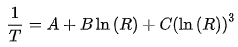 1/T = A + B ln (R) + C(ln (R))³